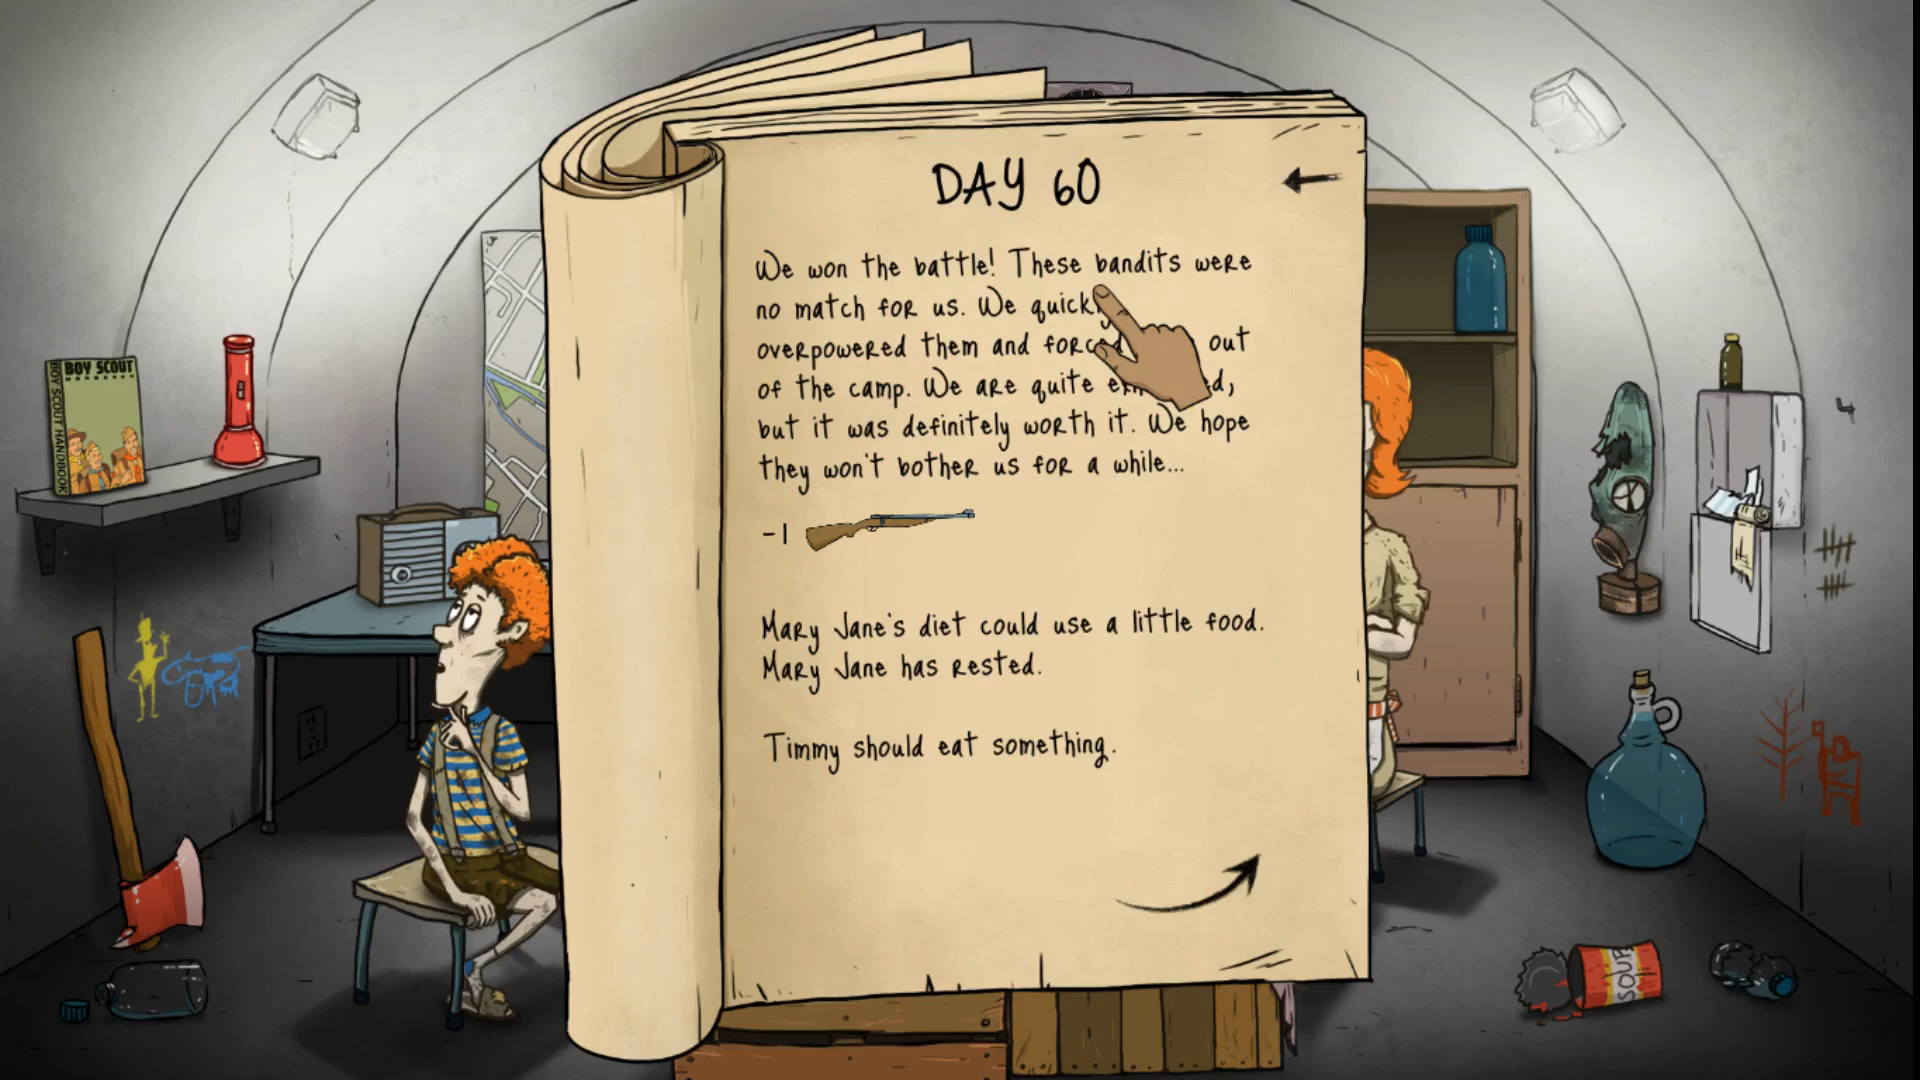 DAY 60
We won the battle! These bandits were
no match for us. We quick
overpowered them and forced out
of the camp. We are quite
but it was definitely worth it. We hope
they won't bother us for a while...
-1
Mary Jane's diet could use a little food.
Mary Jane has rested.
Timmy should eat something.
BOY SCOUT
BOY SCOUT HANDBOOK
SOUP